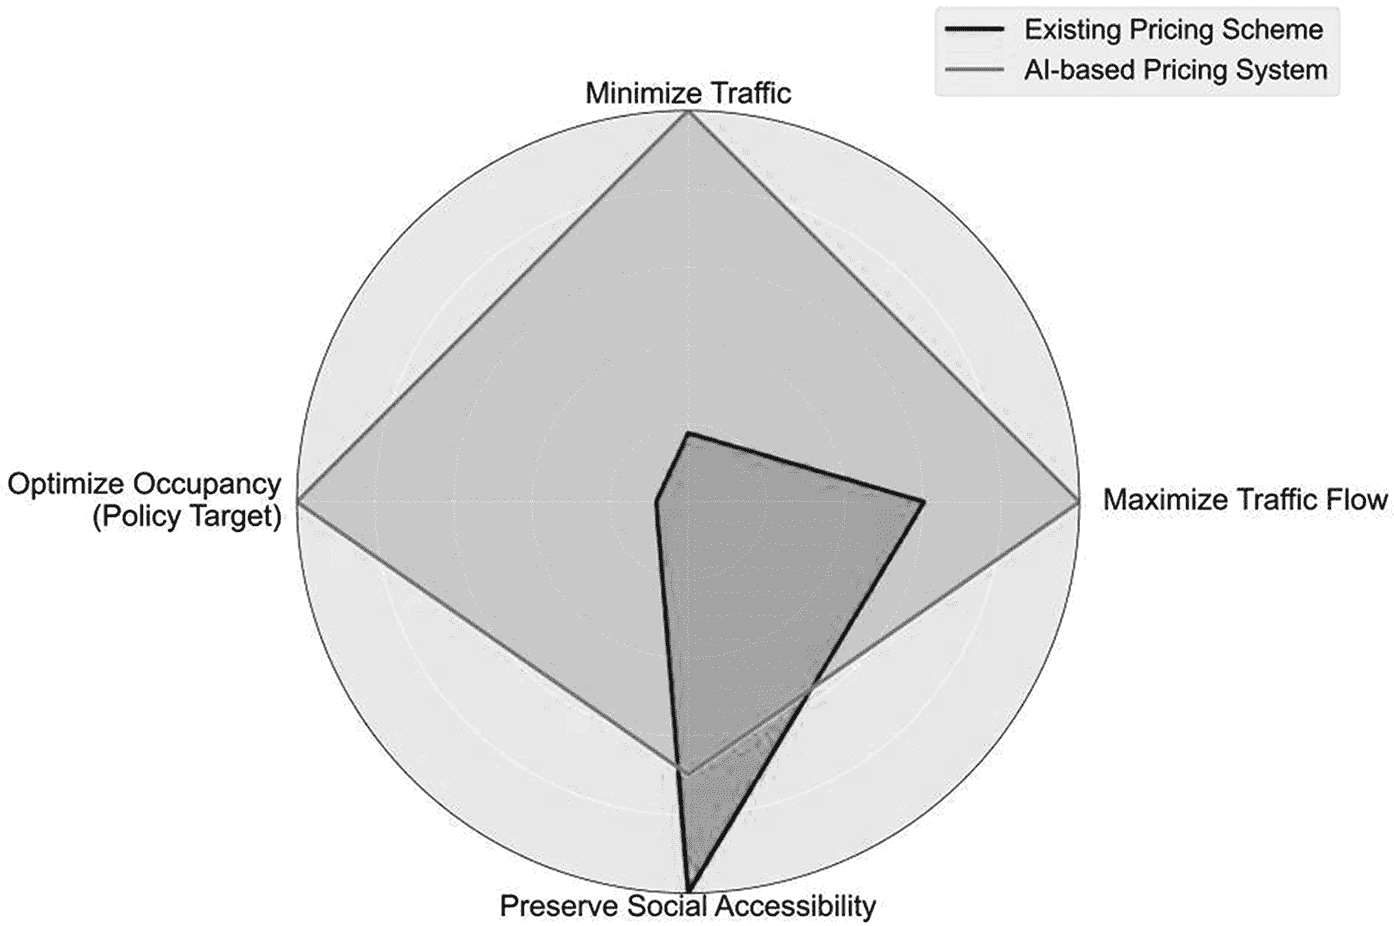 Existing Pricing Scheme
AI-based Pricing System
Minimize Traffic
Optimize Occupancy
(Policy Target)
Maximize Traffic Flow
Preserve Social Accessibility